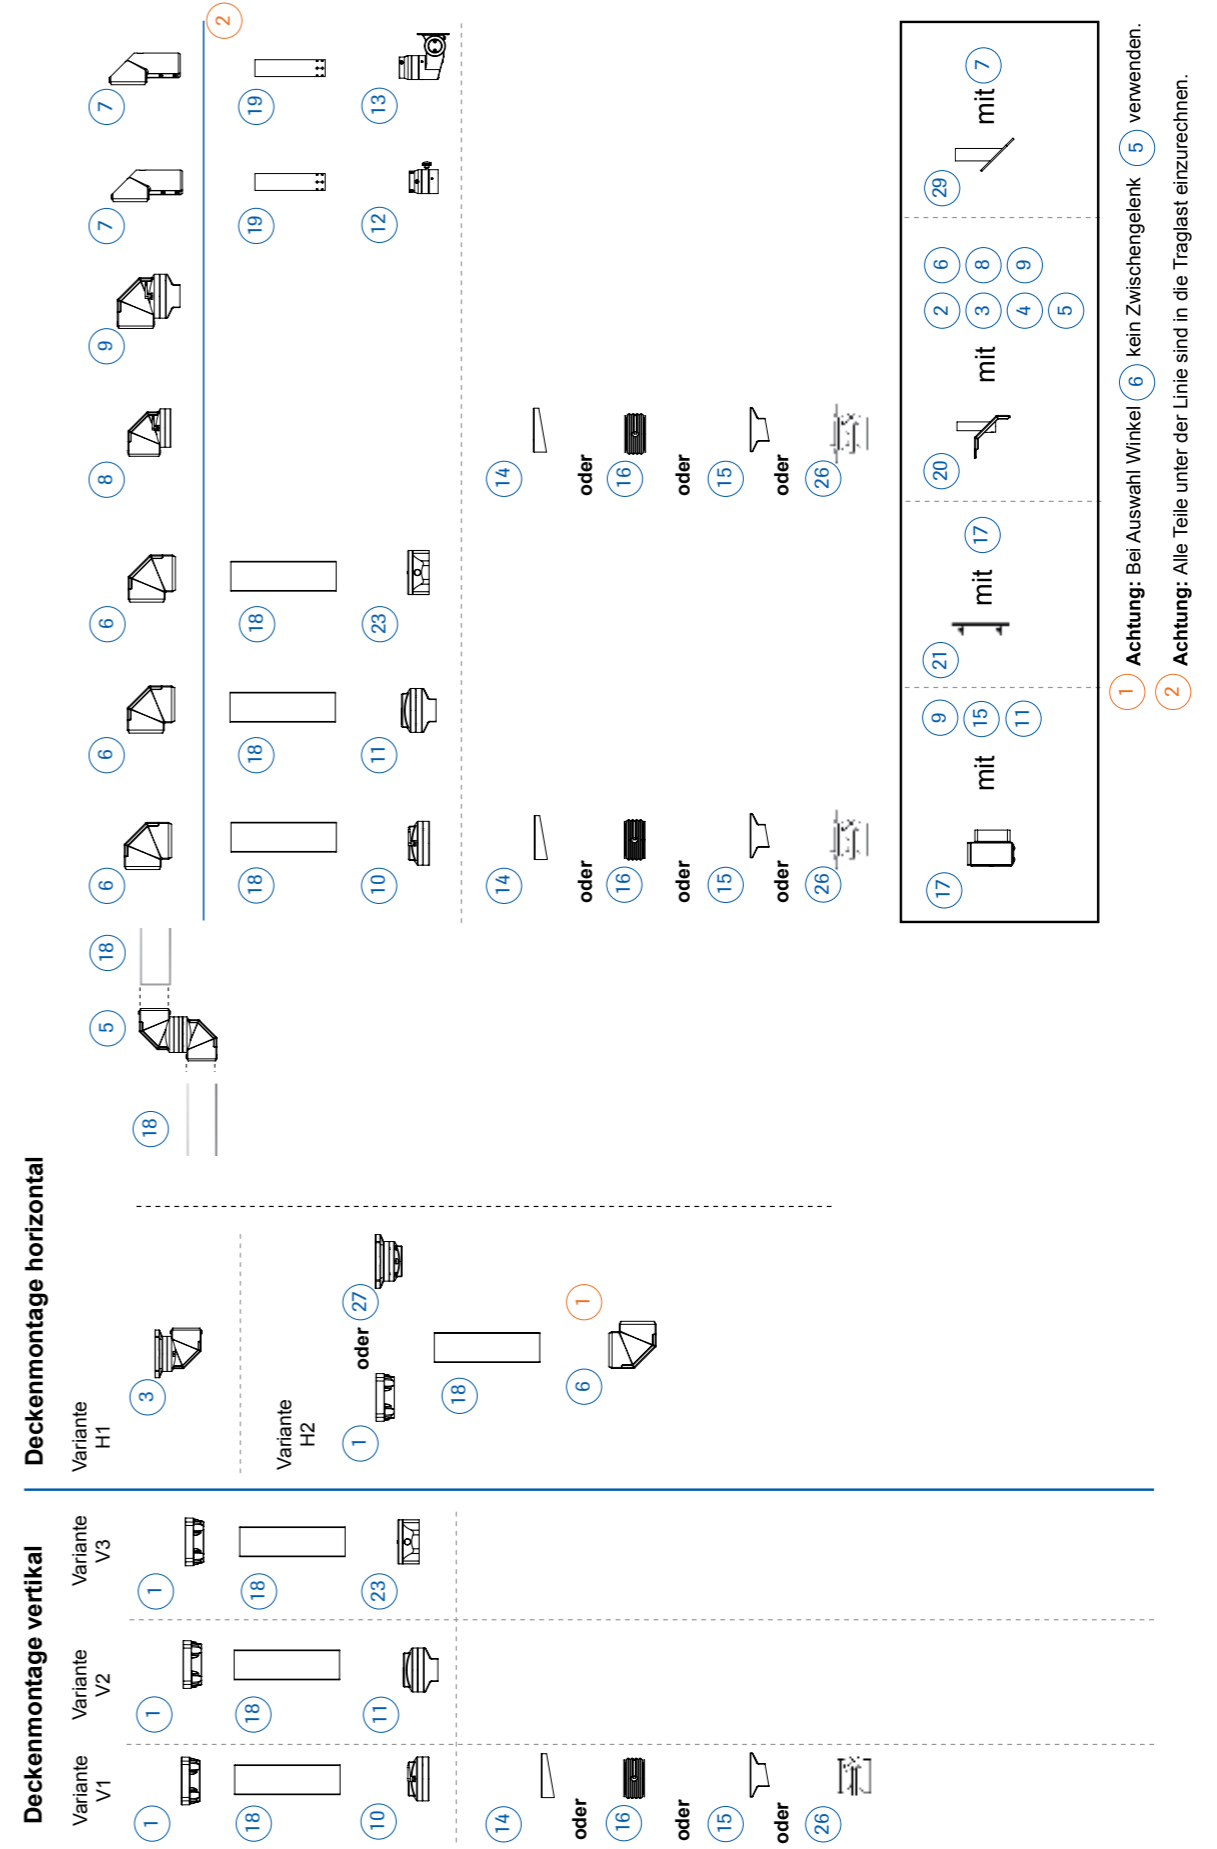 Deckenmontage vertikal
Variante
V1
Variante
V2
Variante
V3
1
1
1
18
18
18
10
11
23
14
oder
16
oder
15
oder
26
Deckenmontage horizontal
Variante
H1
3
Variante
H2
1
oder
27
18
6
1
18
5
18
6
6
6
8
9
7
7
2
18
18
18
19
19
10
11
23
12
13
14
14
oder
oder
16
16
oder
oder
15
15
oder
oder
26
26
17
mit
9
15
11
21
mit
17
20
mit
2
6
3
8
4
9
5
29
mit
7
1 Achtung: Bei Auswahl Winkel 6 kein Zwischengelenk 5 verwenden.
2 Achtung: Alle Teile unter der Linie sind in die Traglast einzurechnen.